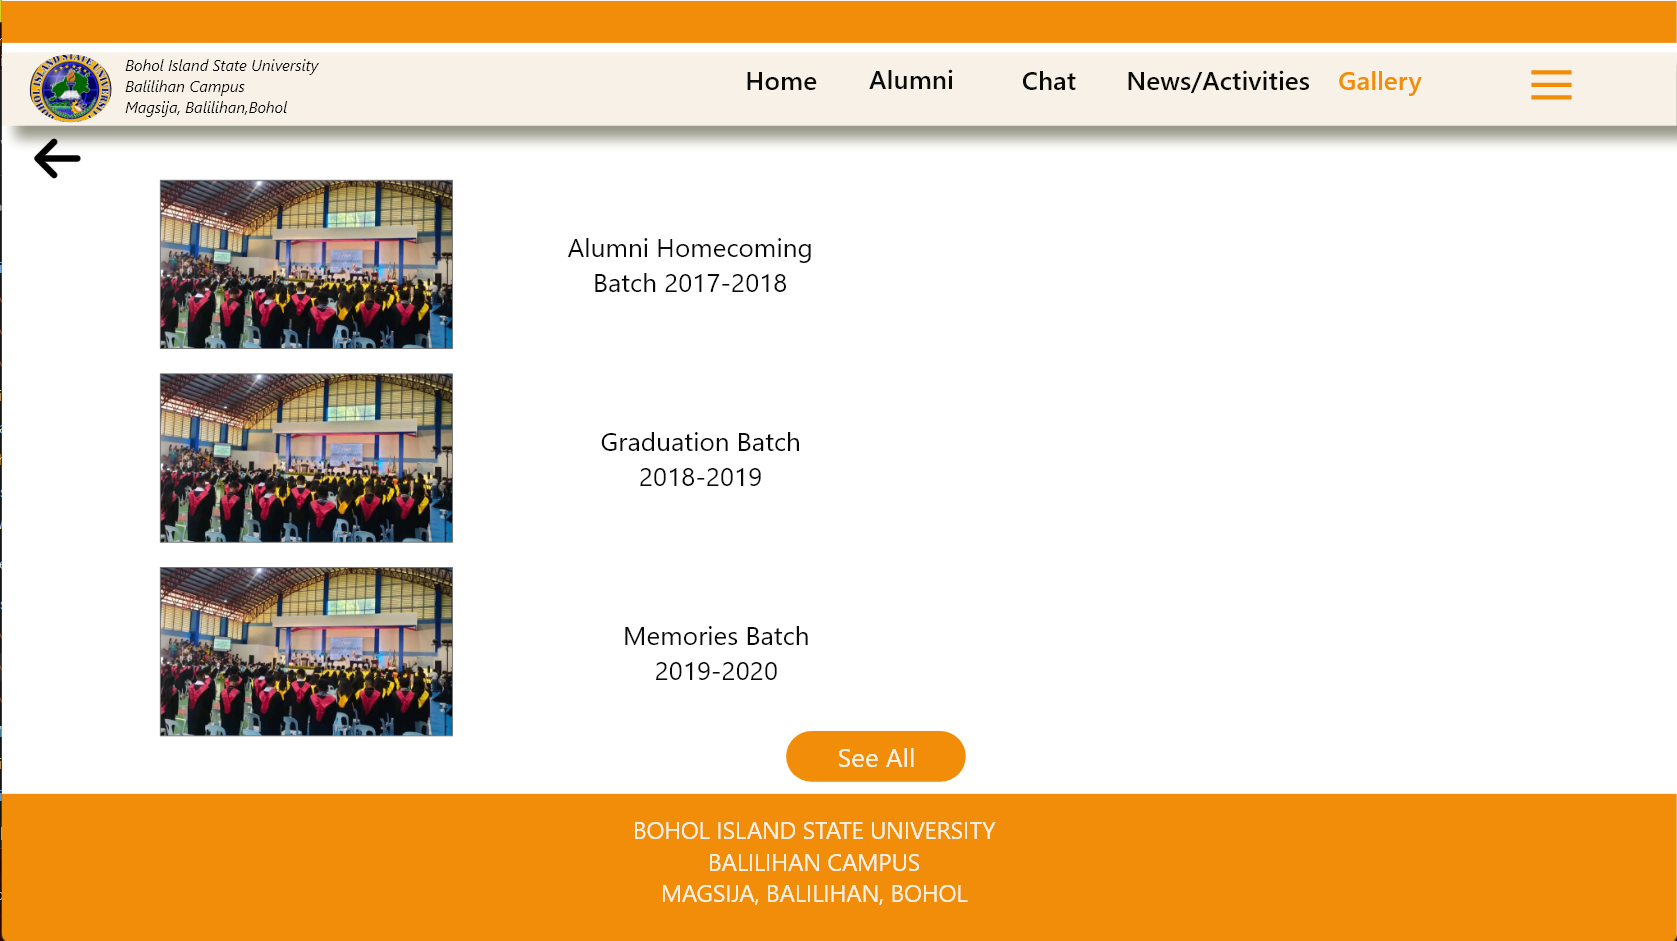 Bohol Island State University
Balilihan Campus
Magsija, Balilihan,Bohol
Home Alumni Chat News/Activities Gallery
Alumni Homecoming
Batch 2017-2018
Graduation Batch
2018-2019
Memories Batch
2019-2020
See All
BOHOL ISLAND STATE UNIVERSITY
BALILIHAN CAMPUS
MAGSIJA, BALILIHAN, BOHOL